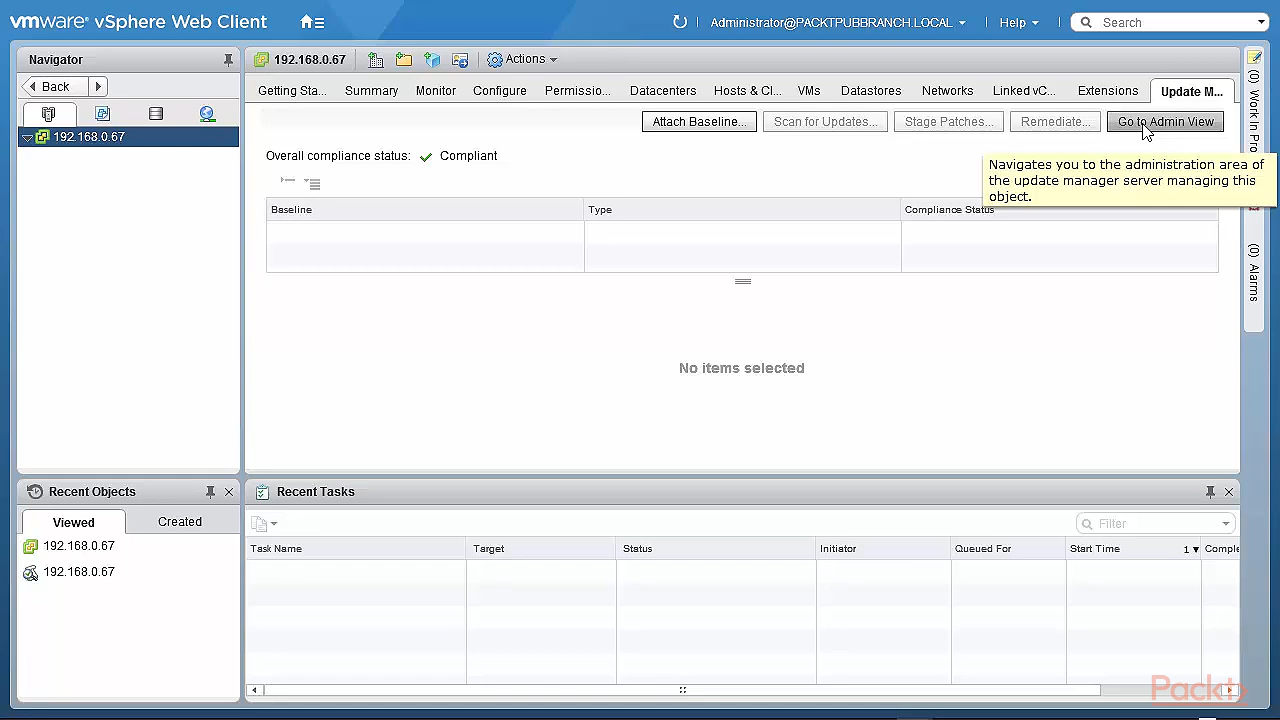 vmware® vSphere Web Client
Administrator@PACKTPUBBRANCH.LOCAL
Help
Search
Navigator
Back
192.168.0.67
192.168.0.67
Actions
Getting Sta...
Summary
Monitor
Configure
Permissio...
Datacenters
Hosts & Cl...
VMs
Datastores
Networks
Linked vC...
Extensions
Update M...
Attach Baseline...
Scan for Updates...
Stage Patches...
Remediate...
Go to Admin View
Navigates you to the administration area of
the update manager server managing this
object.
Overall compliance status: Compliant
Baseline
Type
Compliance Status
No items selected
(0) Work In Pro
(0) Alarms
Recent Objects
Viewed
Created
192.168.0.67
192.168.0.67
Recent Tasks
Filter
Task Name
Target
Status
Initiator
Queued For
Start Time
1
Comple
Packt